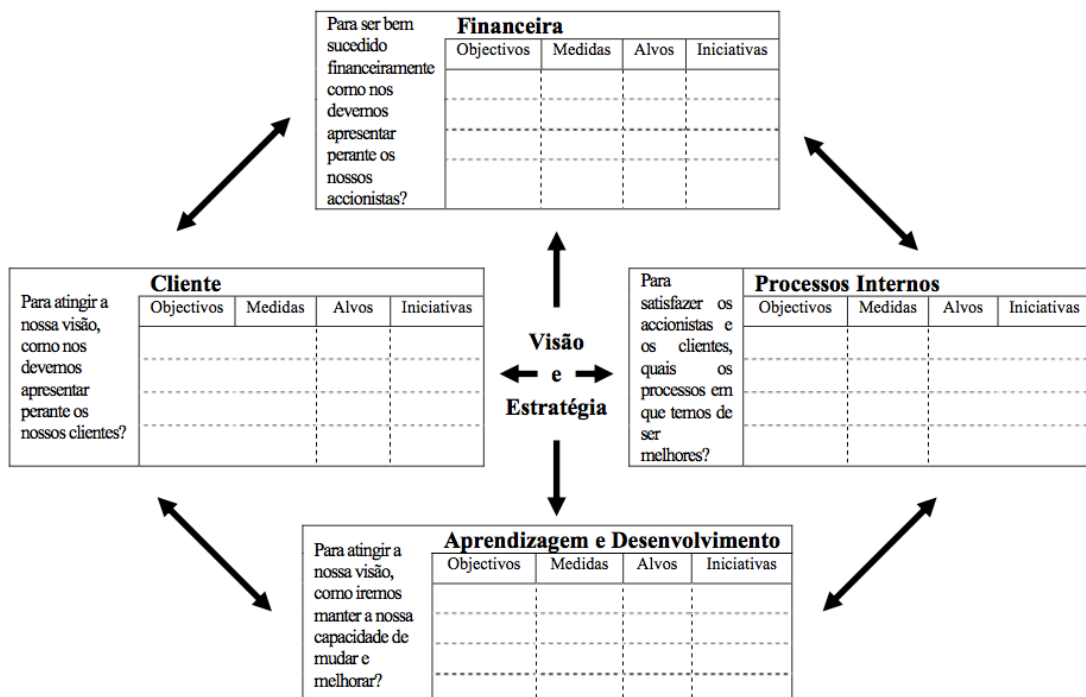 Para ser bem
sucedido
financeiramente
como nos
devemos
apresentar
perante os
nossos
accionistas?
Financeira
Objectivos Medidas Alvos Iniciativas
Para atingir a
nossa visão,
como nos
devemos
apresentar
perante os
nossos clientes?
Cliente
Objectivos Medidas Alvos Iniciativas
Visão
e
Estratégia
Para
satisfazer os
accionistas e
os clientes,
quais os
processos em
que temos de
ser
melhores?
Processos Internos
Objectivos Medidas Alvos Iniciativas
Para atingir a
nossa visão,
como iremos
manter a nossa
capacidade de
mudar e
melhorar?
Aprendizagem e Desenvolvimento
Objectivos Medidas Alvos Iniciativas